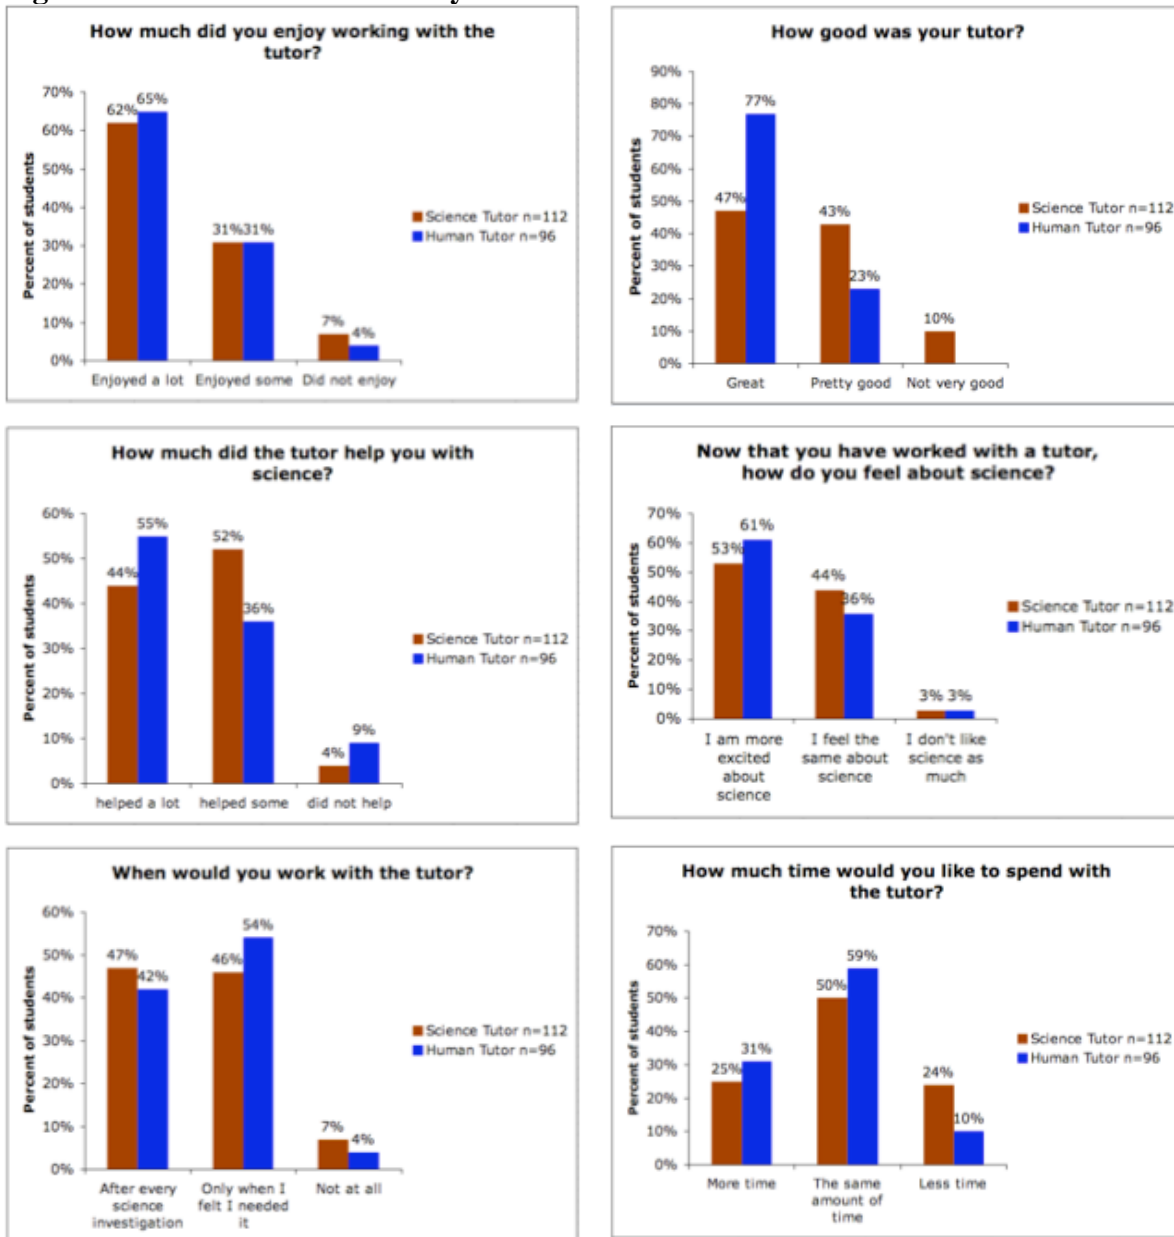 How much did you enjoy working with the
tutor?
70%
60%
50%
40%
30%
20%
10%
0%
Percent of students
62%
65%
31%
31%
7%
4%
Enjoyed a lot
Enjoyed some
Did not enjoy
Science Tutor n=112
Human Tutor n=96
How good was your tutor?
90%
80%
70%
60%
50%
40%
30%
20%
10%
0%
Percent of students
47%
77%
43%
23%
10%
Great
Pretty good
Not very good
Science Tutor n=112
Human Tutor n=96
How much did the tutor help you with
science?
60%
50%
40%
30%
20%
10%
0%
Percent of students
44%
55%
52%
36%
4%
9%
helped a lot
helped some
did not help
Science Tutor n=112
Human Tutor n=96
Now that you have worked with a tutor,
how do you feel about science?
70%
60%
50%
40%
30%
20%
10%
0%
Percent of students
53%
61%
44%
36%
3%
3%
I am more
excited
about
science
I feel the
same about
science
I don't like
science as
much
Science Tutor n=112
Human Tutor n=96
When would you work with the tutor?
60%
50%
40%
30%
20%
10%
0%
Percent of students
47%
42%
46%
54%
7%
4%
After every
science
investigation
Only when I
felt I needed
it
Not at all
Science Tutor n=112
Human Tutor n=96
How much time would you like to spend with
the tutor?
70%
60%
50%
40%
30%
20%
10%
0%
Percent of students
25%
31%
50%
59%
24%
10%
More time
The same
amount of
time
Less time
Science Tutor n=112
Human Tutor n=96